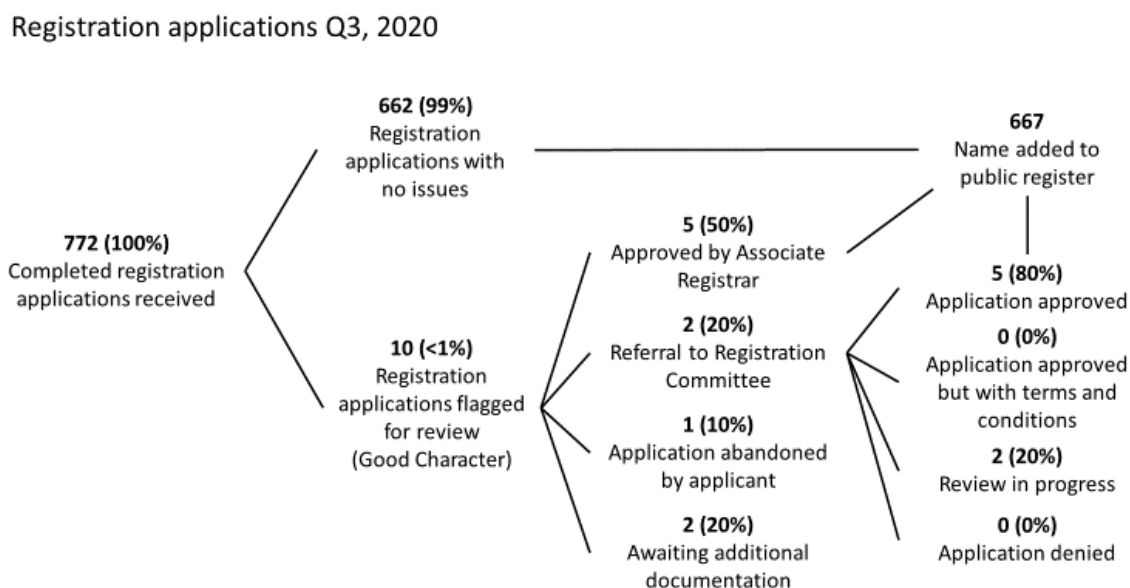 Registration applications Q3, 2020
662 (99%)
Registration
applications with
no issues
667
Name added to
public register
772 (100%)
Completed registration
applications received
5 (50%)
Approved by Associate
Registrar
5 (80%)
Application approved
10 (<1%)
Registration
applications flagged
for review
(Good Character)
2 (20%)
Referral to Registration
Committee
0 (0%)
Application approved
but with terms and
conditions
1 (10%)
Application abandoned
by applicant
2 (20%)
Review in progress
2 (20%)
Awaiting additional
documentation
0 (0%)
Application denied